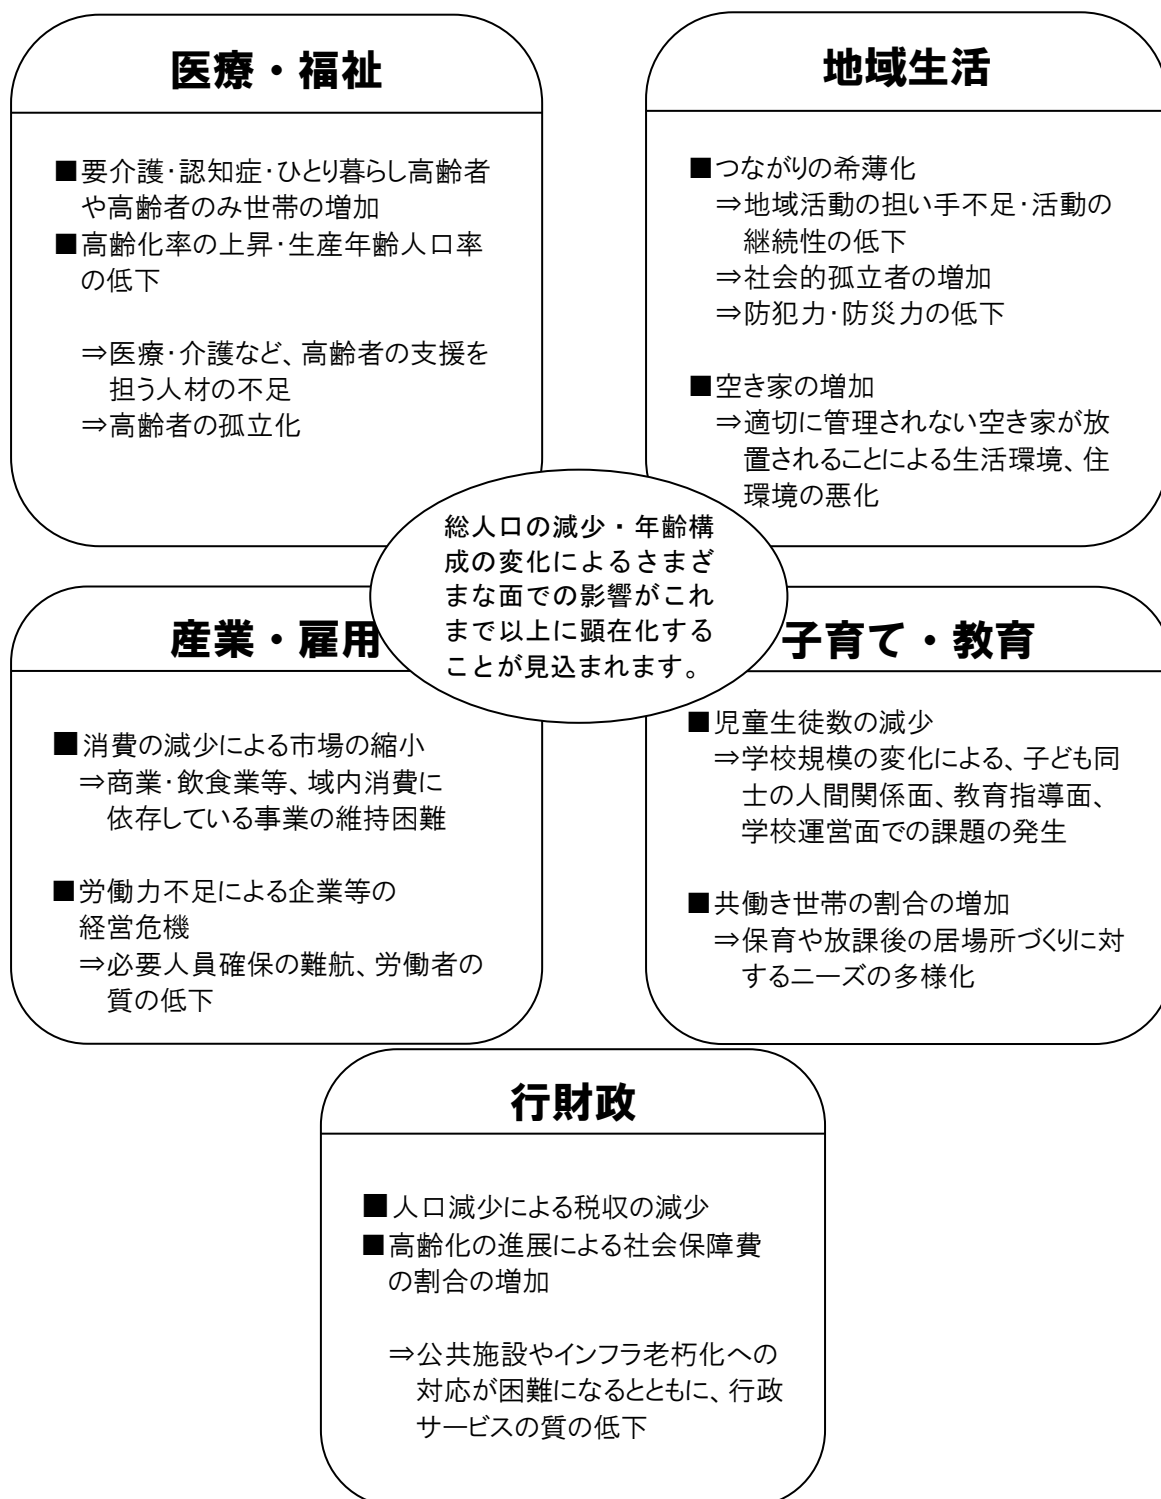 医療・福祉
■要介護・認知症・ひとり暮らし高齢者
や高齢者のみ世帯の増加
■高齢化率の上昇・生産年齢人口率
の低下
⇒医療・介護など、高齢者の支援を
担う人材の不足
⇒高齢者の孤立化
地域生活
■つながりの希薄化
⇒地域活動の担い手不足・活動の
継続性の低下
⇒社会的孤立者の増加
⇒防犯力・防災力の低下
■空き家の増加
⇒適切に管理されない空き家が放
置されることによる生活環境、住
環境の悪化
総人口の減少・年齢構
成の変化によるさまざ
まな面での影響がこれ
まで以上に顕在化する
ことが見込まれます。
産業・雇用
■消費の減少による市場の縮小
⇒商業・飲食業等、域内消費に
依存している事業の維持困難
■労働力不足による企業等の
経営危機
⇒必要人員確保の難航、労働者の
質の低下
子育て・教育
■児童生徒数の減少
⇒学校規模の変化による、子ども同
士の人間関係面、教育指導面、
学校運営面での課題の発生
■共働き世帯の割合の増加
⇒保育や放課後の居場所づくりに対
するニーズの多様化
行財政
■人口減少による税収の減少
■高齢化の進展による社会保障費
の割合の増加
⇒公共施設やインフラ老朽化への
対応が困難になるとともに、行政
サービスの質の低下